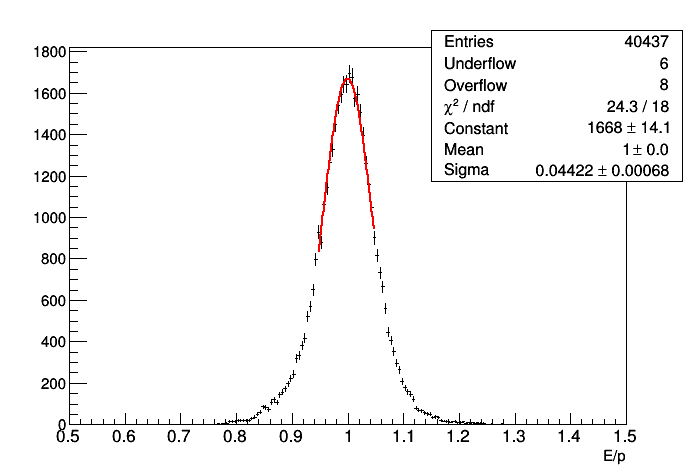 Entries 40437
Underflow 6
Overflow 8
χ² / ndf 24.3 / 18
Constant 1668 ± 14.1
Mean 1 ± 0.0
Sigma 0.04422 ± 0.00068
1800
1600
1400
1200
1000
800
600
400
200
0
0.5 0.6 0.7 0.8 0.9 1 1.1 1.2 1.3 1.4 1.5
E/p